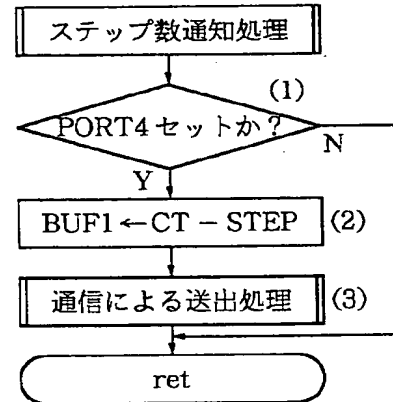 ステップ数通知処理
(1)
PORT4セットか?
N
Y
BUF1←CT－STEP (2)
通信による送出処理 (3)
ret